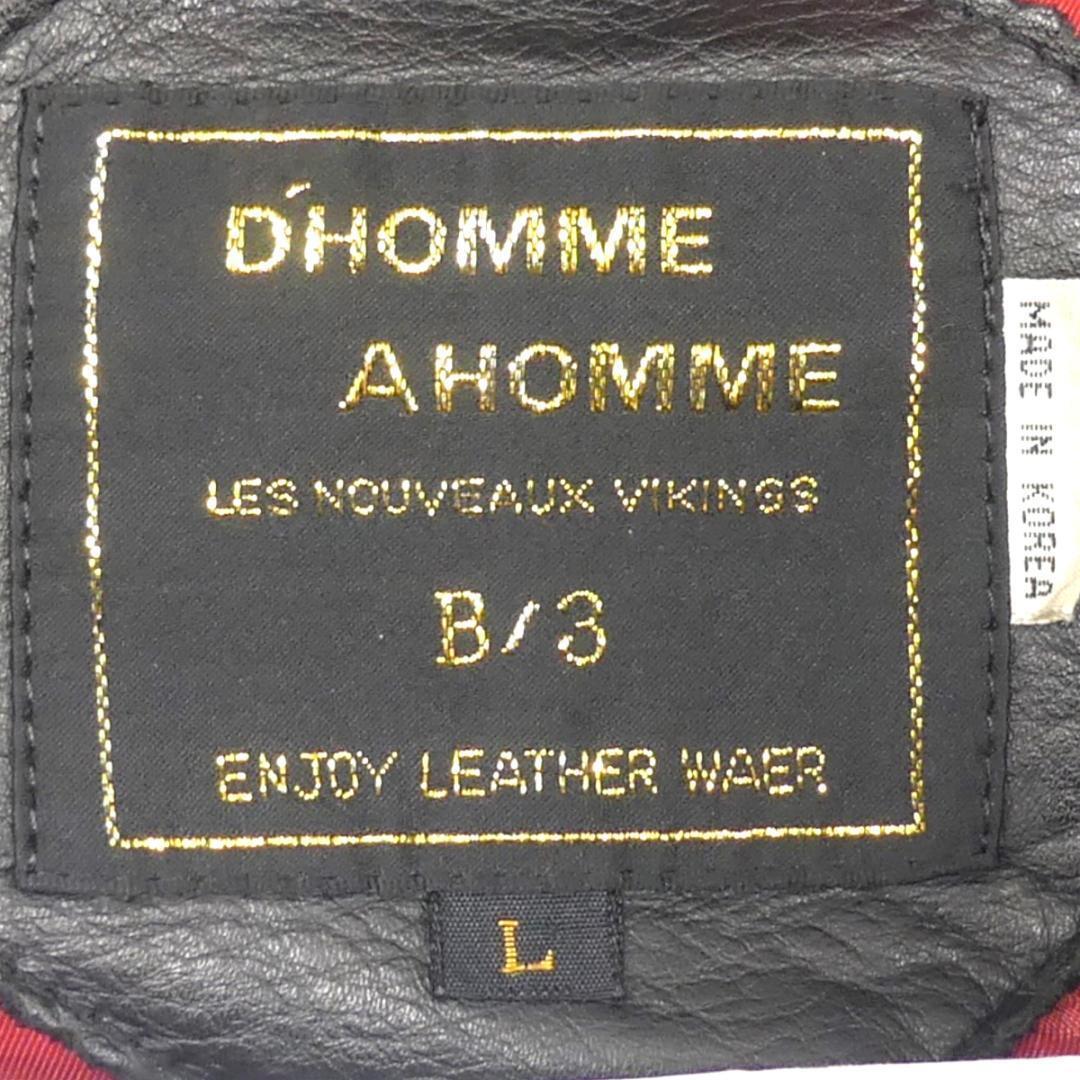 D'HOMME
AHOMME
LES NOUVEAUX VIKINGS
B/3
ENJOY LEATHER WAER
L
MADE IN KOREA